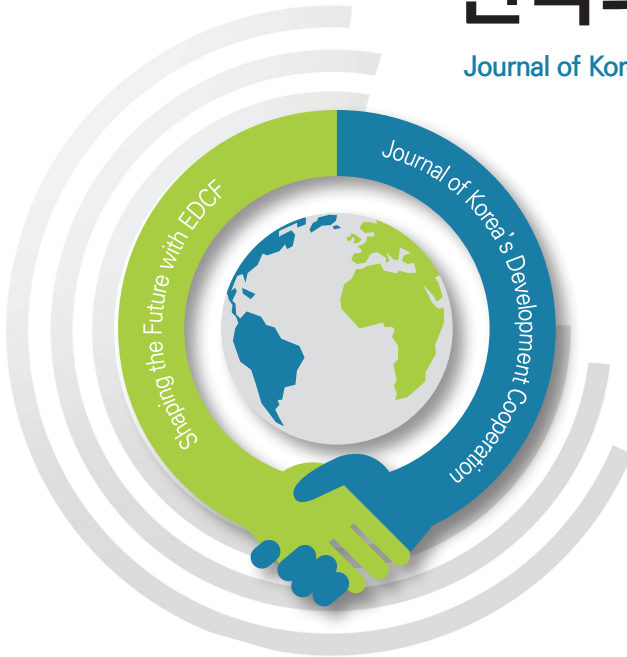 Journal of Kor
Shaping the Future with EDCF
Journal of Korea's Development Cooperation